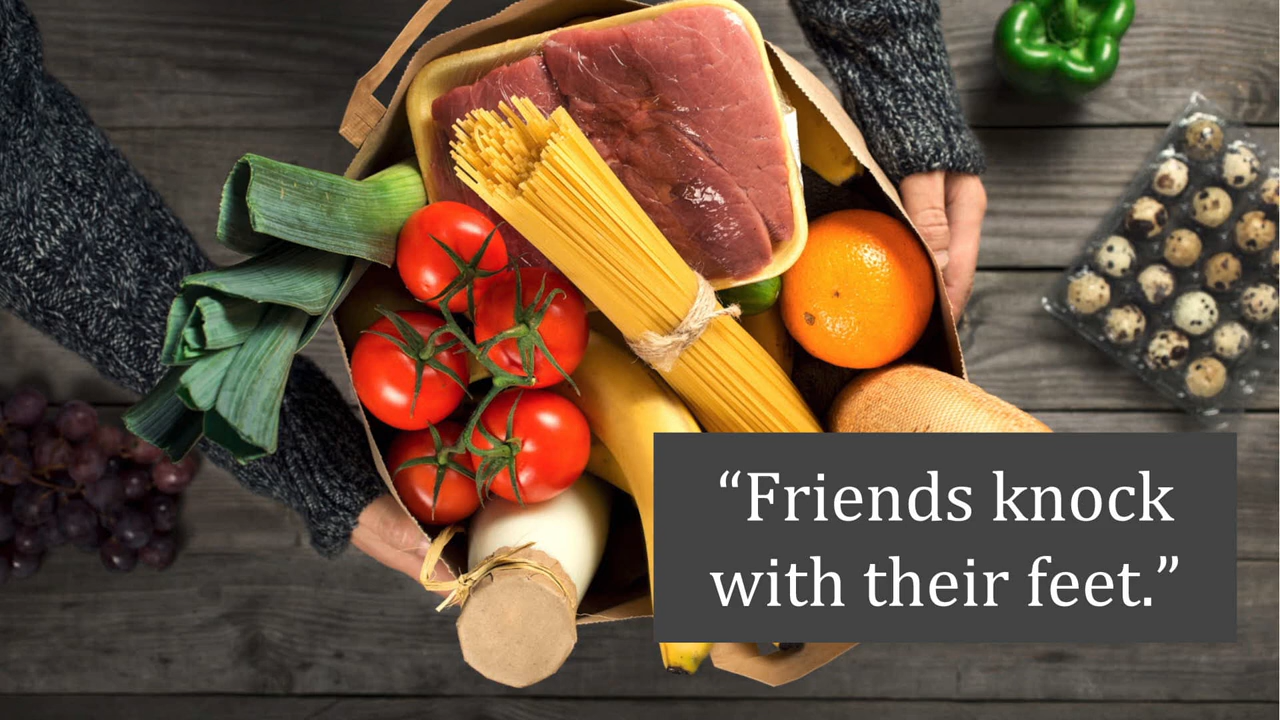 “Friends knock
with their feet.”